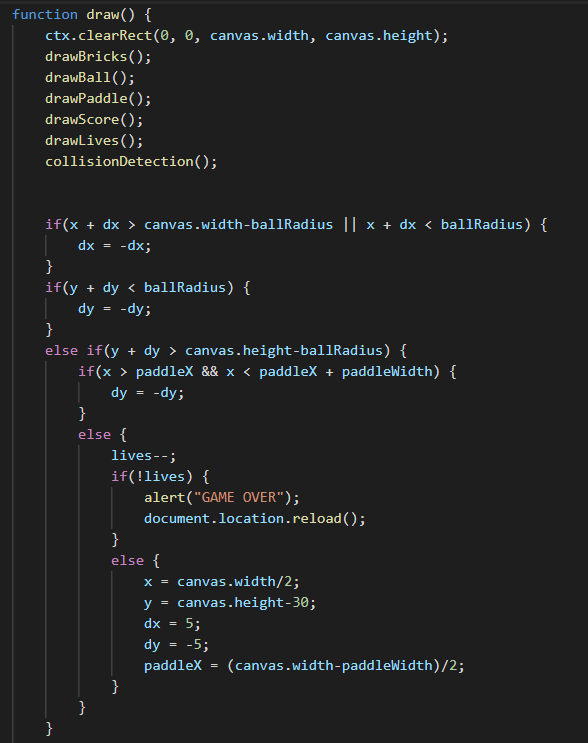 function draw() {
    ctx.clearRect(0, 0, canvas.width, canvas.height);
    drawBricks();
    drawBall();
    drawPaddle();
    drawScore();
    drawLives();
    collisionDetection();


    if(x + dx > canvas.width-ballRadius || x + dx < ballRadius) {
        dx = -dx;
    }
    if(y + dy < ballRadius) {
        dy = -dy;
    }
    else if(y + dy > canvas.height-ballRadius) {
        if(x > paddleX && x < paddleX + paddleWidth) {
            dy = -dy;
        }
        else {
            lives--;
            if(!lives) {
                alert("GAME OVER");
                document.location.reload();
            }
            else {
                x = canvas.width/2;
                y = canvas.height-30;
                dx = 5;
                dy = -5;
                paddleX = (canvas.width-paddleWidth)/2;
            }
        }
    }